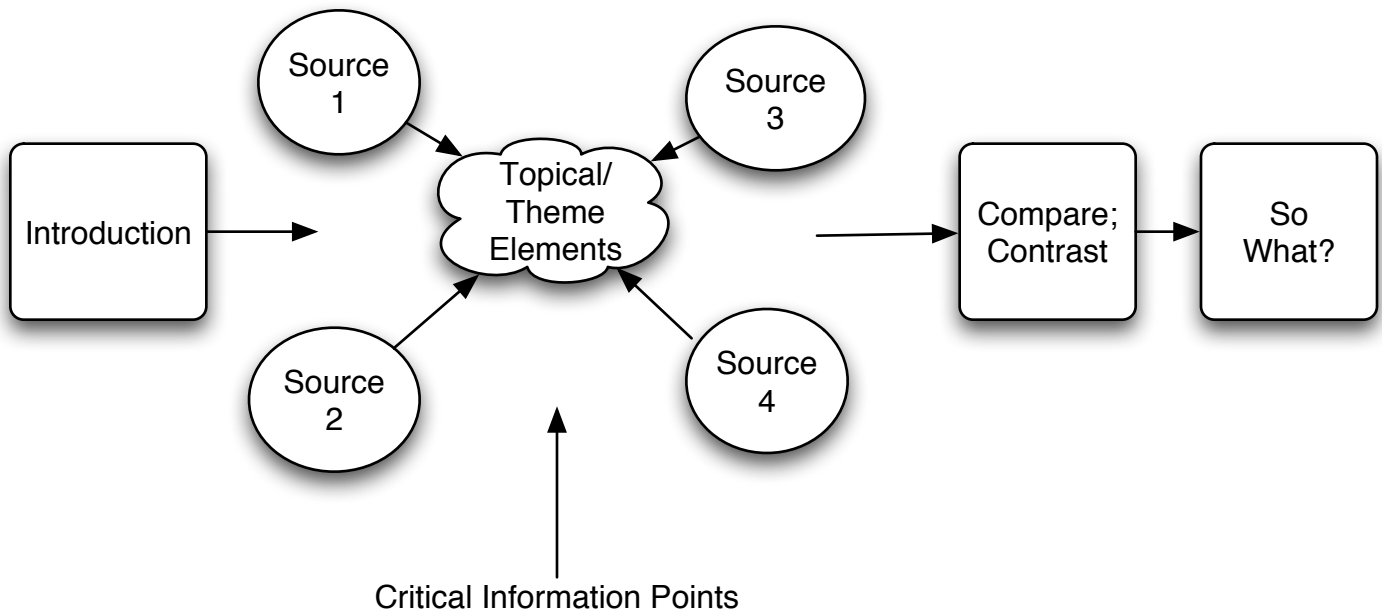 Introduction
Source
1
Source
2
Topical/
Theme
Elements
Source
3
Source
4
Compare;
Contrast
So
What?
Critical Information Points